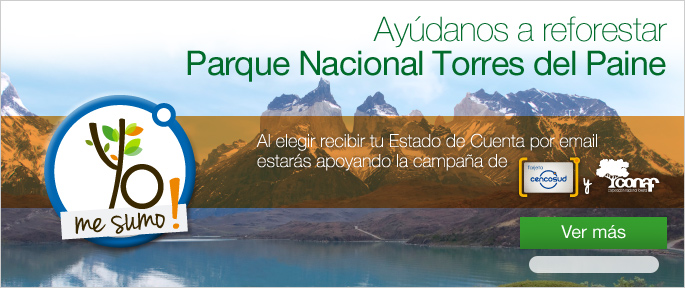 Ayúdanos a reforestar
Parque Nacional Torres del Paine
Al elegir recibir tu Estado de Cuenta por email
estarás apoyando la campaña de
Tarjeta
cencosud
y
conaf
yo
me sumo!
Ver más